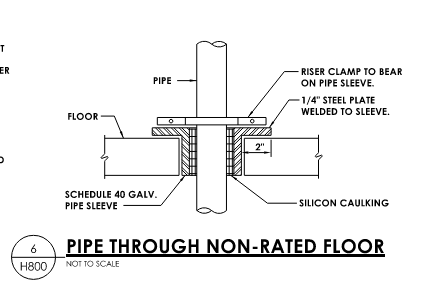 T
ER
D
PIPE
RISER CLAMP TO BEAR
ON PIPE SLEEVE.
1/4" STEEL PLATE
WELDED TO SLEEVE.
FLOOR
2"
SCHEDULE 40 GALV.
PIPE SLEEVE
SILICON CAULKING
6
H800
PIPE THROUGH NON-RATED FLOOR
NOT TO SCALE